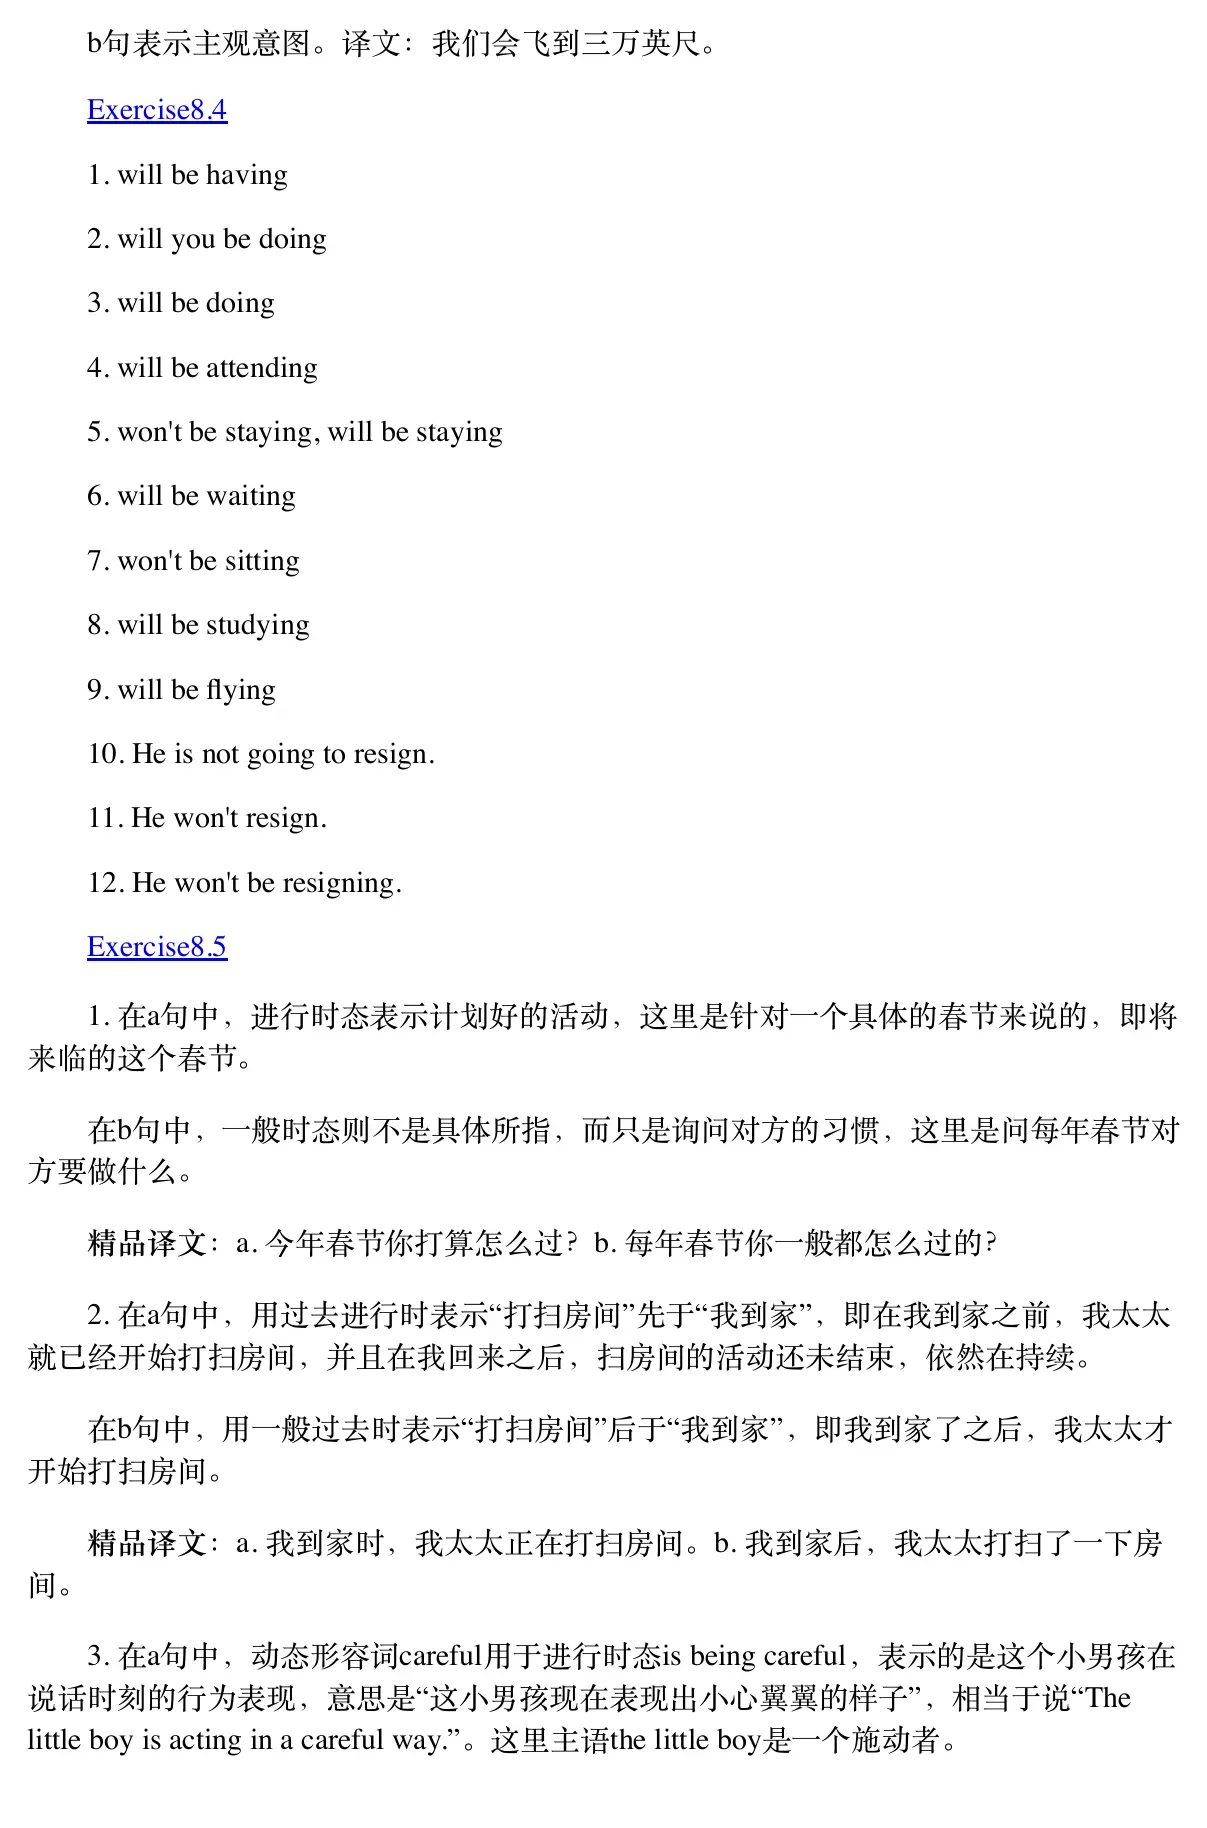 b句表示主观意图。译文：我们会飞到三万英尺。
Exercise8.4
1. will be having
2. will you be doing
3. will be doing
4. will be attending
5. won't be staying, will be staying
6. will be waiting
7. won't be sitting
8. will be studying
9. will be flying
10. He is not going to resign.
11. He won't resign.
12. He won't be resigning.
Exercise8.5
1. 在a句中，进行时态表示计划好的活动，这里是针对一个具体的春节来说的，即将
来临的这个春节。
在b句中，一般时态则不是具体所指，而只是询问对方的习惯，这里是问每年春节对
方要做什么。
精品译文：a. 今年春节你打算怎么过？b. 每年春节你一般都怎么过的？
2. 在a句中，用过去进行时表示“打扫房间”先于“我到家”，即在我到家之前，我太太
就已经开始打扫房间，并且在我回来之后，扫房间的活动还未结束，依然在持续。
在b句中，用一般过去时表示“打扫房间”后于“我到家”，即我到家了之后，我太太才
开始打扫房间。
精品译文：a. 我到家时，我太太正在打扫房间。b. 我到家后，我太太打扫了一下房
间。
3. 在a句中，动态形容词careful用于进行时态is being careful，表示的是这个小男孩在
说话时刻的行为表现，意思是“这小男孩现在表现出小心翼翼的样子”，相当于说“The
little boy is acting in a careful way.”。这里主语the little boy是一个施动者。